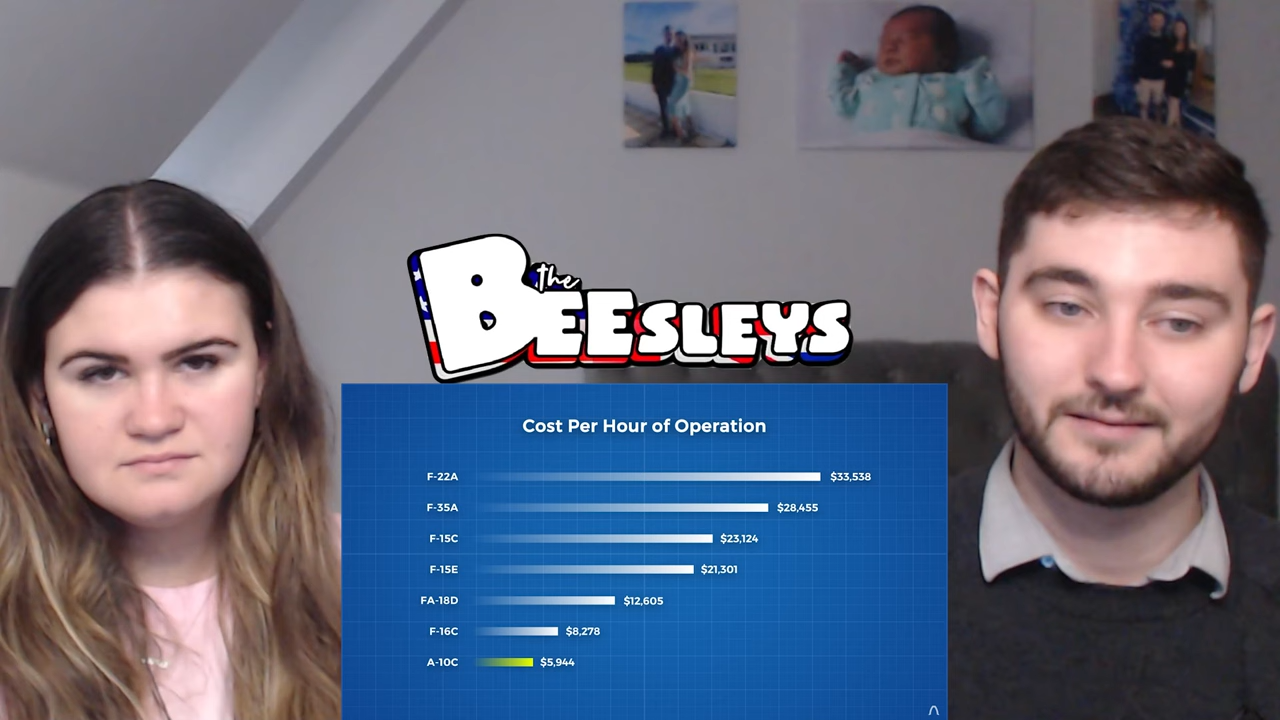 the
BEEsLEYS
Cost Per Hour of Operation
F-22A $33,538
F-35A $28,455
F-15C $23,124
F-15E $21,301
FA-18D $12,605
F-16C $8,278
A-10C $5,944